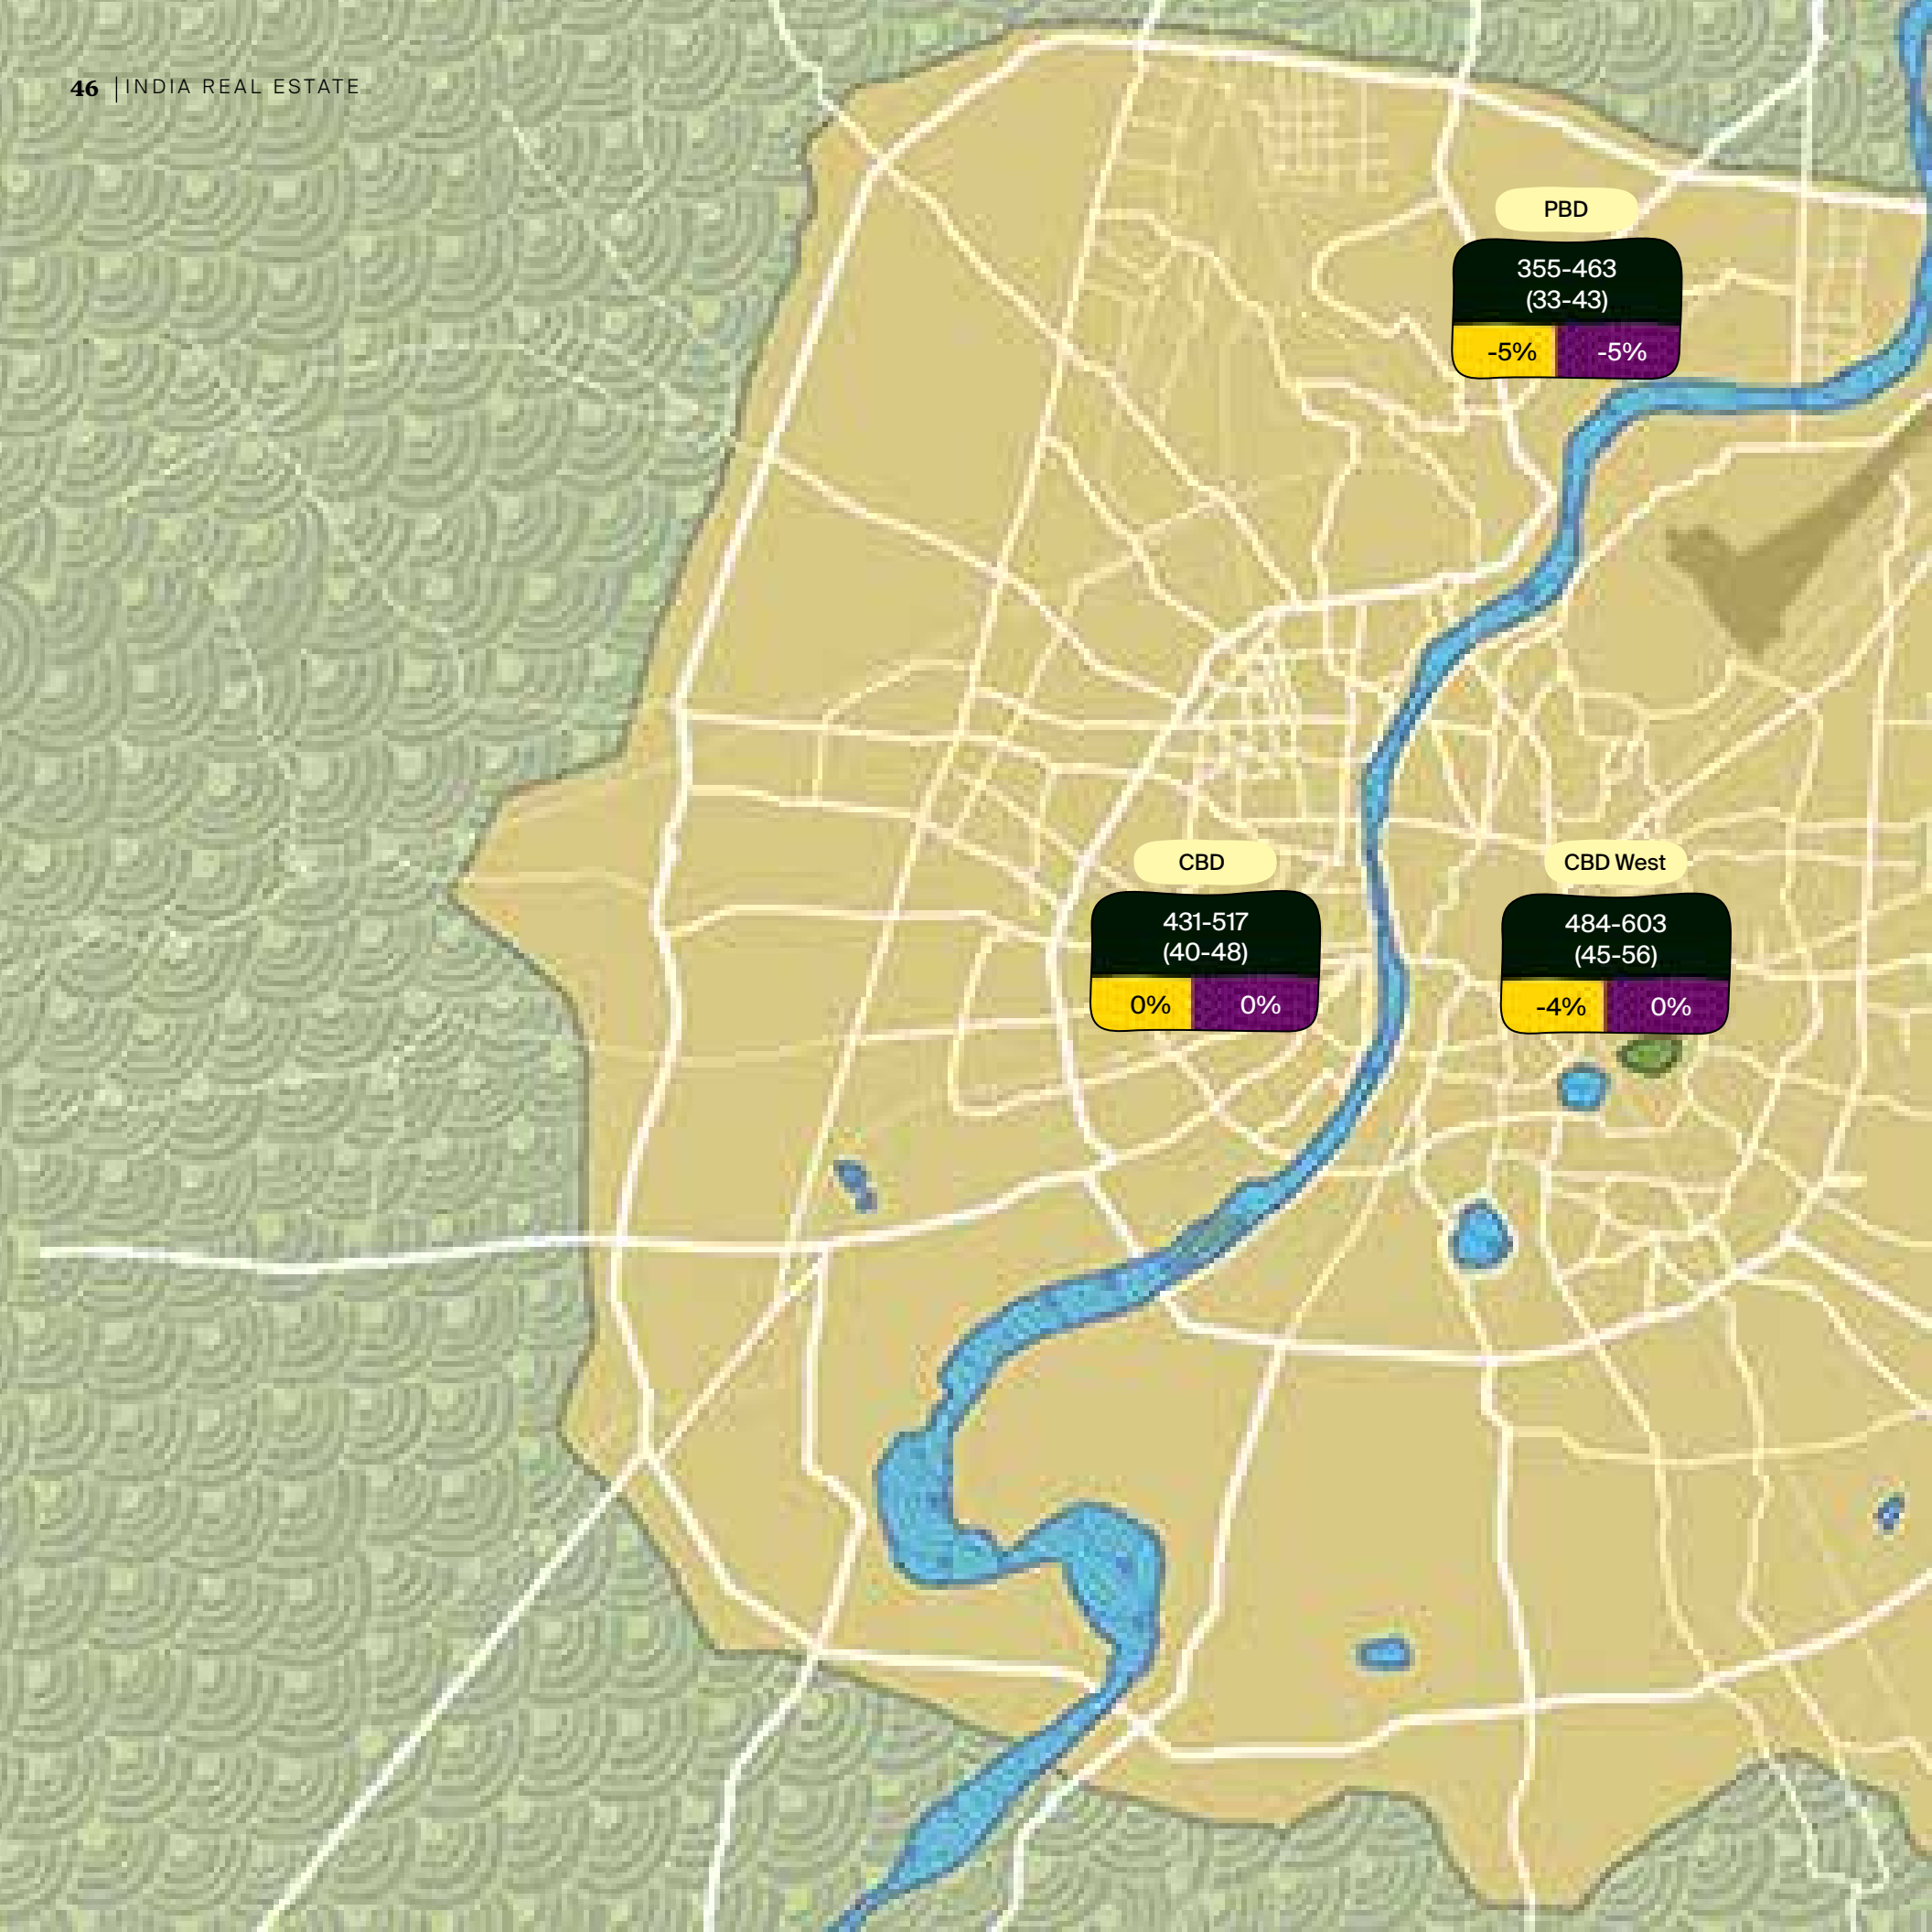 46 | INDIA REAL ESTATE
PBD
355-463
(33-43)
-5% -5%
CBD
431-517
(40-48)
0% 0%
CBD West
484-603
(45-56)
-4% 0%